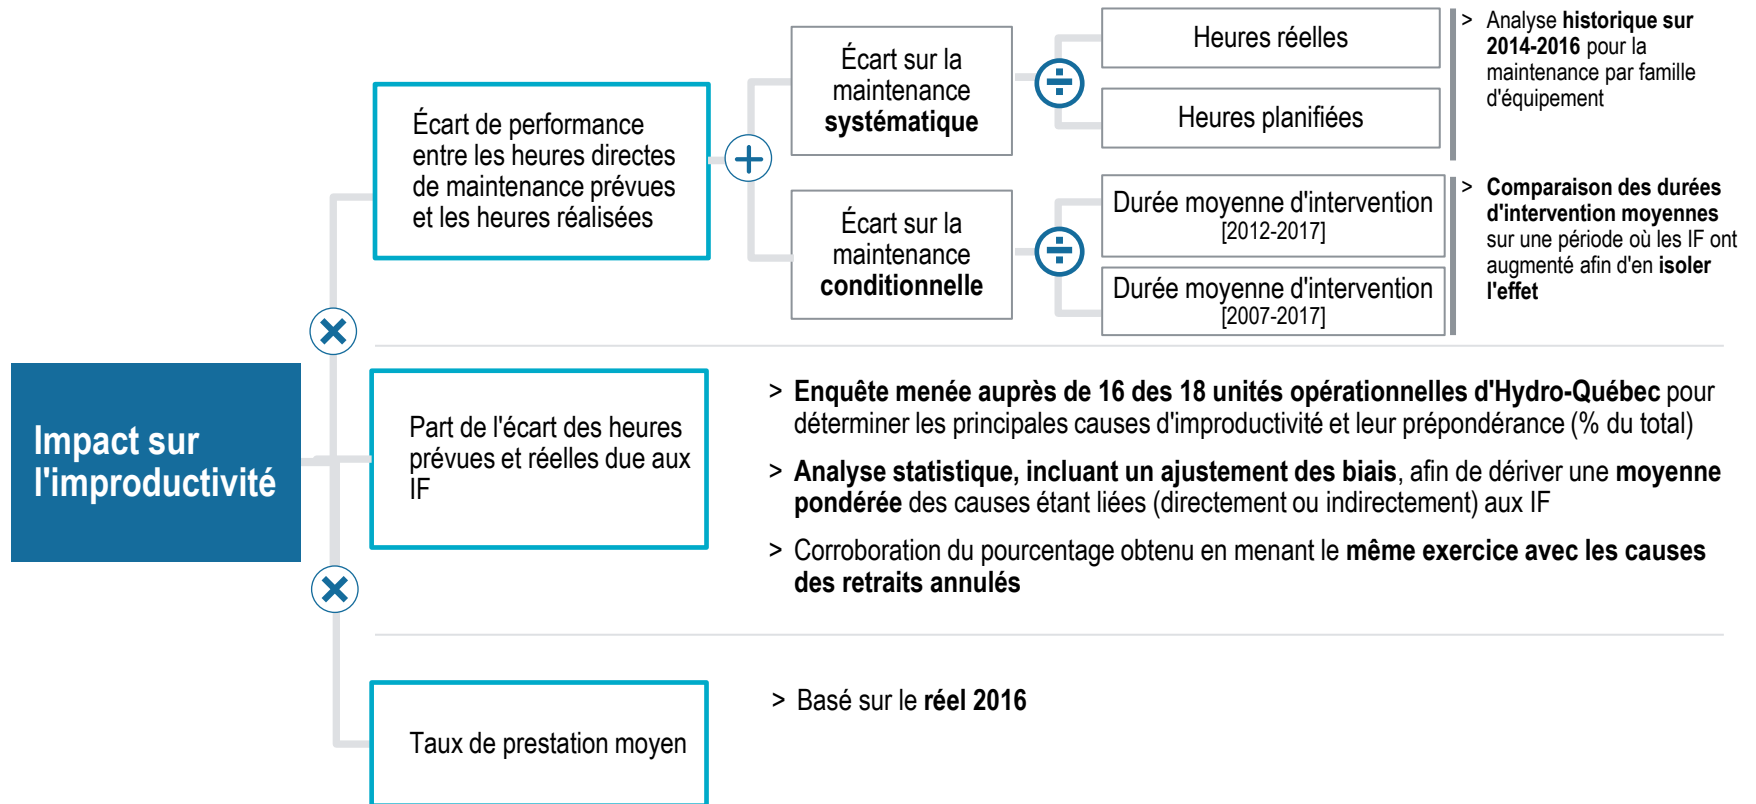 Impact sur
l'improductivité
Écart de performance
entre les heures directes
de maintenance prévues
et les heures réalisées
Écart sur la
maintenance
systématique
Heures réelles
Heures planifiées
> Analyse historique sur
2014-2016 pour la
maintenance par famille
d'équipement
Écart sur la
maintenance
conditionnelle
Durée moyenne d'intervention
[2012-2017]
Durée moyenne d'intervention
[2007-2017]
> Comparaison des durées
d'intervention moyennes
sur une période où les IF ont
augmenté afin d'en isoler
l'effet
Part de l'écart des heures
prévues et réelles due aux
IF
> Enquête menée auprès de 16 des 18 unités opérationnelles d'Hydro-Québec pour
déterminer les principales causes d'improductivité et leur prépondérance (% du total)
> Analyse statistique, incluant un ajustement des biais, afin de dériver une moyenne
pondérée des causes étant liées (directement ou indirectement) aux IF
> Corroboration du pourcentage obtenu en menant le même exercice avec les causes
des retraits annulés
Taux de prestation moyen
> Basé sur le réel 2016